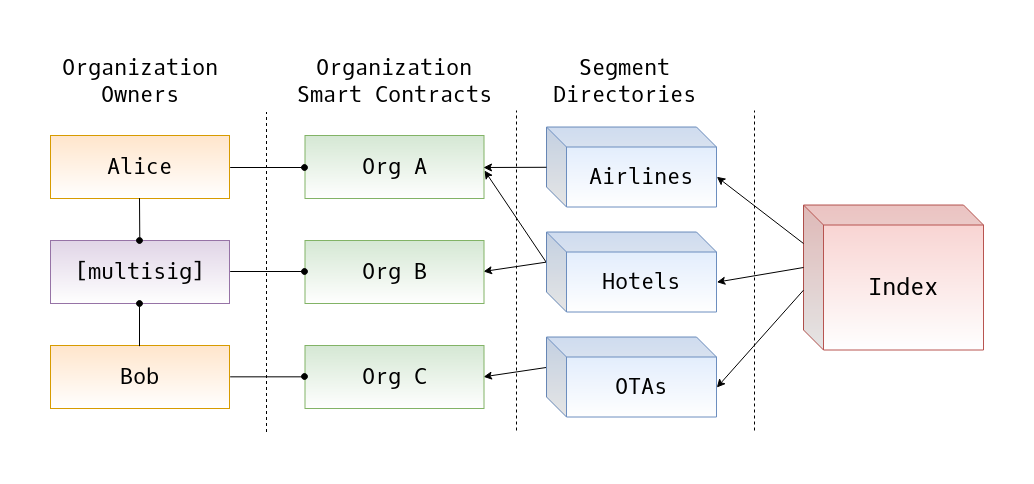 Organization
Owners
Organization
Smart Contracts
Segment
Directories
Alice
Org A
Airlines
[multisig]
Org B
Hotels
Index
Bob
Org C
OTAs